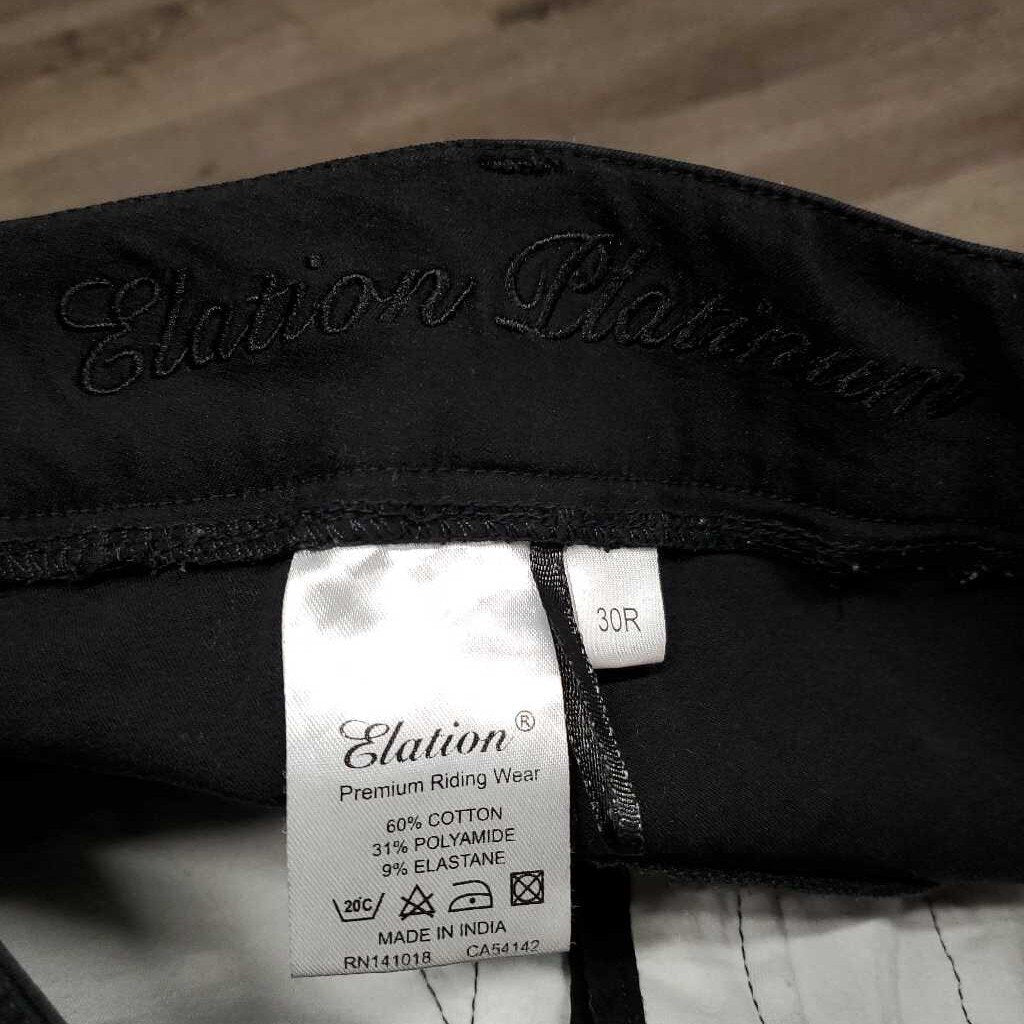 Elation Platinum
30R
Elation®
Premium Riding Wear
60% COTTON
31% POLYAMIDE
9% ELASTANE
20C
MADE IN INDIA
RN141018 CA54142